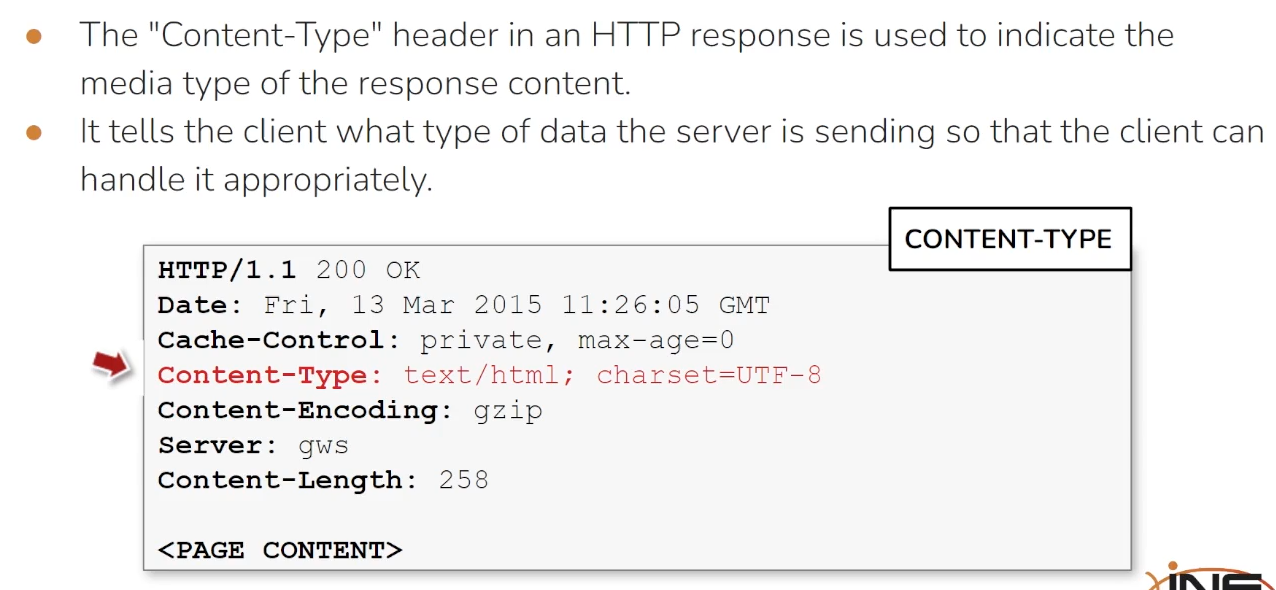 The "Content-Type" header in an HTTP response is used to indicate the
media type of the response content.
It tells the client what type of data the server is sending so that the client can
handle it appropriately.
CONTENT-TYPE
HTTP/1.1 200 OK
Date: Fri, 13 Mar 2015 11:26:05 GMT
Cache-Control: private, max-age=0
Content-Type: text/html; charset=UTF-8
Content-Encoding: gzip
Server: gws
Content-Length: 258
<PAGE CONTENT>